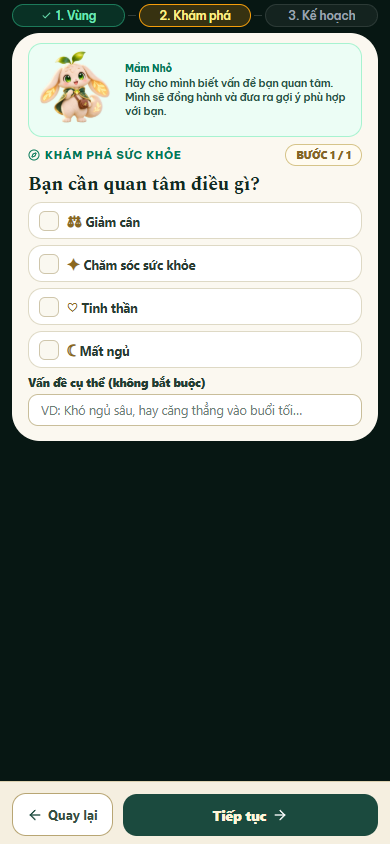 1. Vùng
2. Khám phá
3. Kế hoạch
Mầm Nhỏ
Hãy cho mình biết vấn đề bạn quan tâm.
Mình sẽ đồng hành và đưa ra gợi ý phù hợp
với bạn.
KHÁM PHÁ SỨC KHỎE
BƯỚC 1 / 1
Bạn cần quan tâm điều gì?
Giảm cân
Chăm sóc sức khỏe
Tinh thần
Mất ngủ
Vấn đề cụ thể (không bắt buộc)
VD: Khó ngủ sâu, hay căng thẳng vào buổi tối...
Quay lại
Tiếp tục